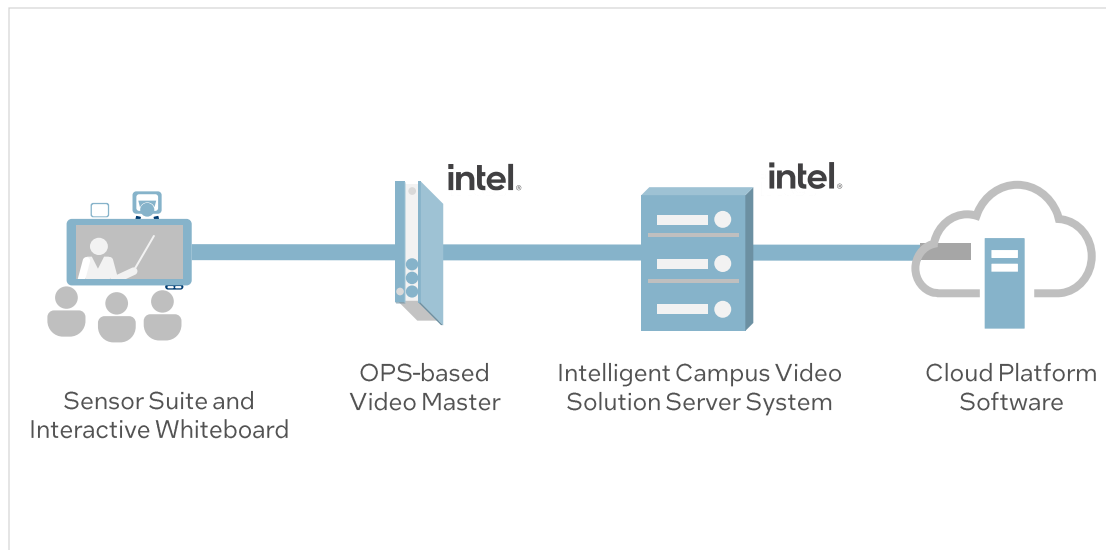 intel®
intel®
OPS-based
Video Master
Intelligent Campus Video
Solution Server System
Cloud Platform
Software
Sensor Suite and
Interactive Whiteboard